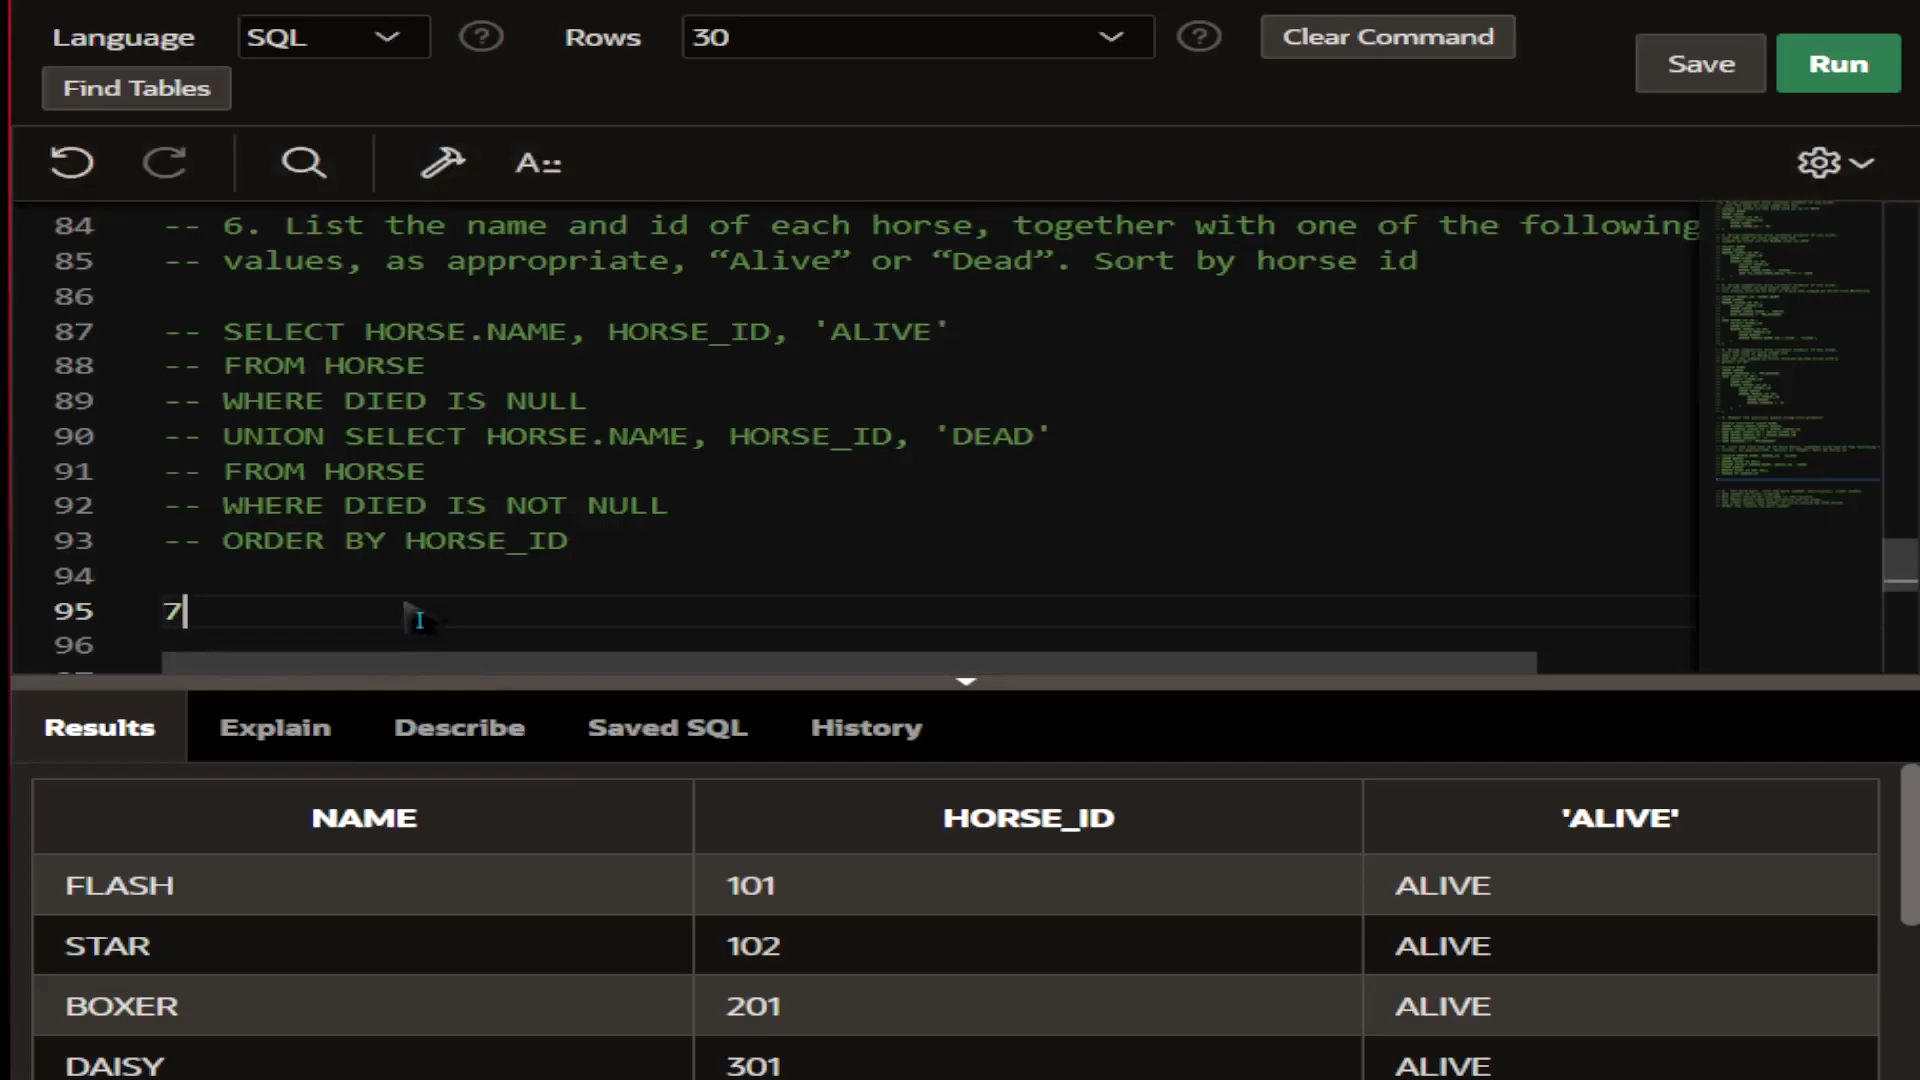 Language SQL ? Rows 30 ? Clear Command Save Run
Find Tables
A
84 -- 6. List the name and id of each horse, together with one of the following
85 -- values, as appropriate, “Alive” or “Dead”. Sort by horse id
86
87 -- SELECT HORSE.NAME, HORSE_ID, 'ALIVE'
88 -- FROM HORSE
89 -- WHERE DIED IS NULL
90 -- UNION SELECT HORSE.NAME, HORSE_ID, 'DEAD'
91 -- FROM HORSE
92 -- WHERE DIED IS NOT NULL
93 -- ORDER BY HORSE_ID
94
95 7
96
Results Explain Describe Saved SQL History
NAME HORSE_ID 'ALIVE'
FLASH 101 ALIVE
STAR 102 ALIVE
BOXER 201 ALIVE
DAISY 301 ALIVE